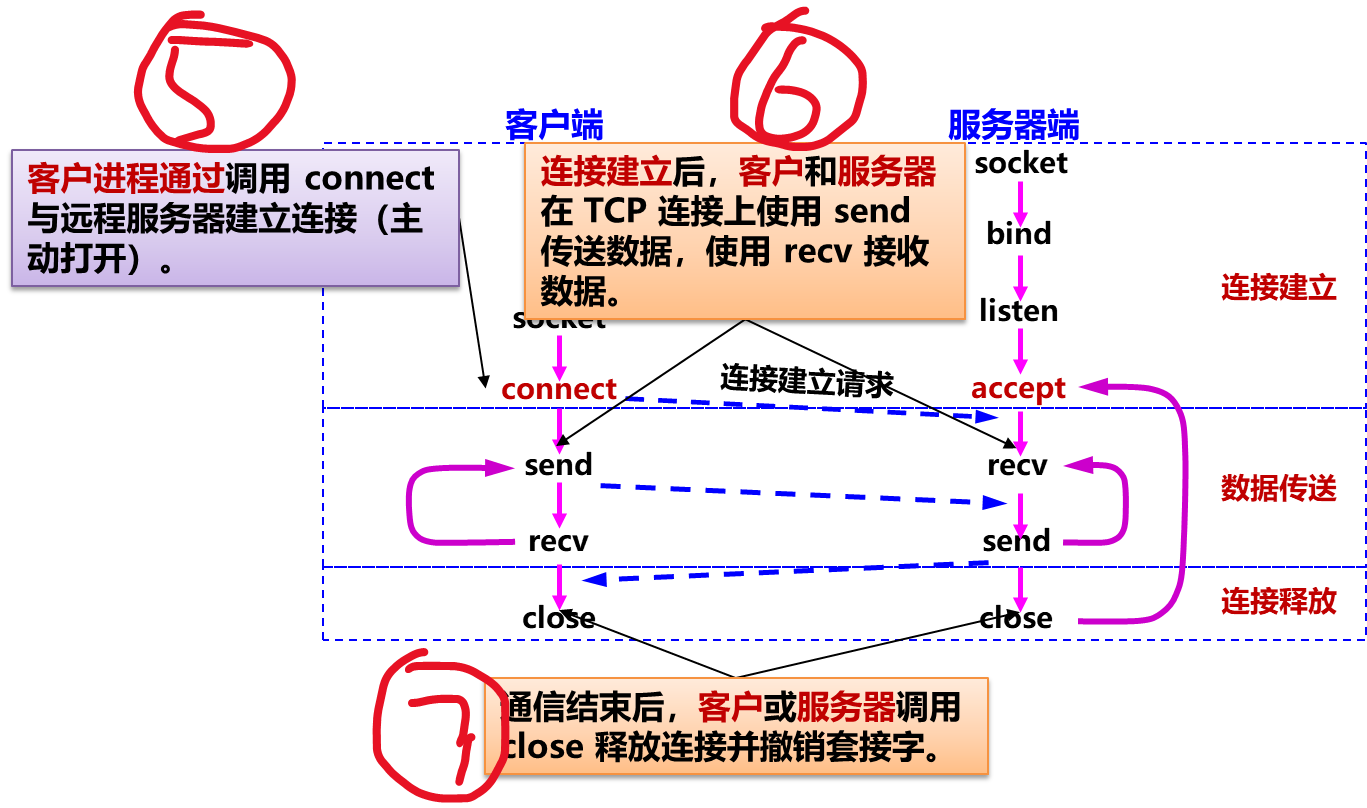 5
6
客户端
服务器端
客户进程通过调用 connect
与远程服务器建立连接（主
动打开）。
连接建立后，客户和服务器
在 TCP 连接上使用 send
传送数据，使用 recv 接收
数据。
socket
bind
listen
连接建立
socket
connect
连接建立请求
accept
send
recv
数据传送
recv
send
连接释放
close
close
7
通信结束后，客户或服务器调用
close 释放连接并撤销套接字。